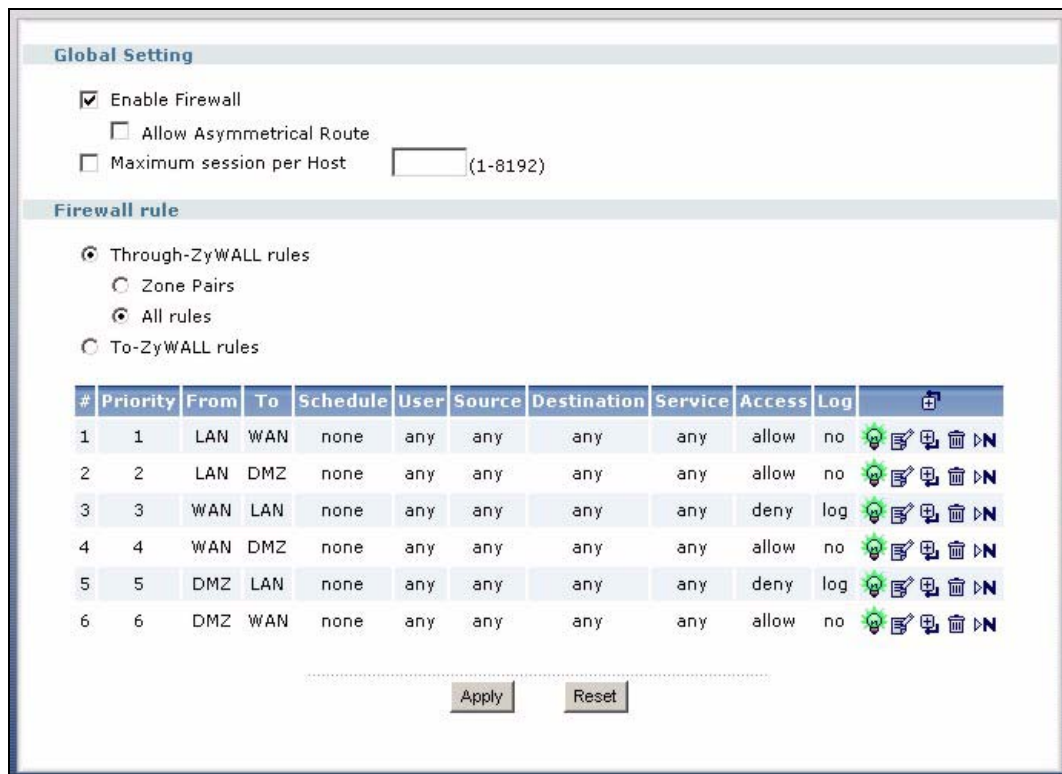 Global Setting
Enable Firewall
Allow Asymmetrical Route
Maximum session per Host (1-8192)
Firewall rule
Through-ZyWALL rules
Zone Pairs
All rules
To-ZyWALL rules
# Priority From To Schedule User Source Destination Service Access Log
1 1 LAN WAN none any any any any allow no N
2 2 LAN DMZ none any any any any allow no N
3 3 WAN LAN none any any any any deny log N
4 4 WAN DMZ none any any any any allow no N
5 5 DMZ LAN none any any any any deny log N
6 6 DMZ WAN none any any any any allow no N
Apply Reset